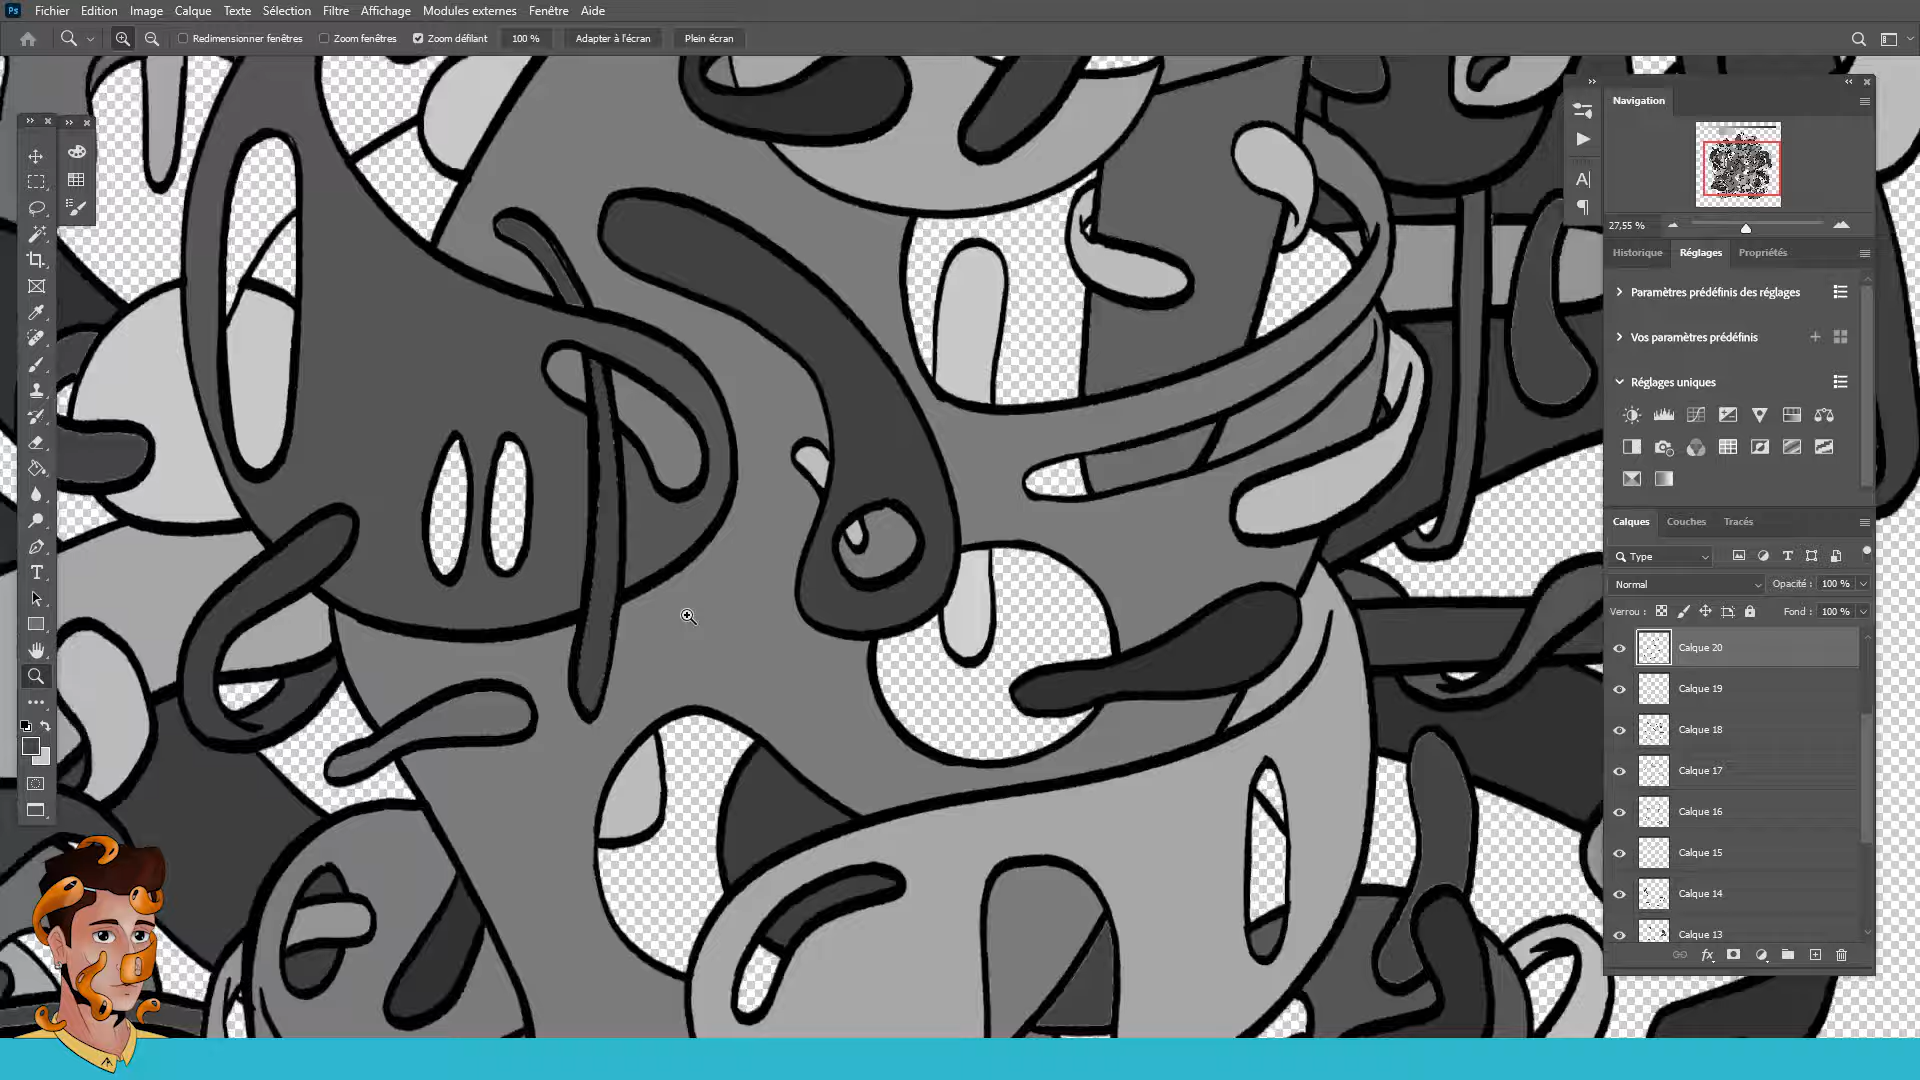 Ps Fichier Edition Image Calque Texte Sélection Filtre Affichage Modules externes Fenêtre Aide
Redimensionner fenêtres Zoom fenêtres Zoom défilant 100 % Adapter à l'écran Plein écran
Navigation
27,55 %
Historique Réglages Propriétés
Paramètres prédéfinis des réglages
Vos paramètres prédéfinis
Réglages uniques
Calques Couches Tracés
Type
Normal Opacité : 100 %
Verrou : Fond : 100 %
Calque 20
Calque 19
Calque 18
Calque 17
Calque 16
Calque 15
Calque 14
Calque 13